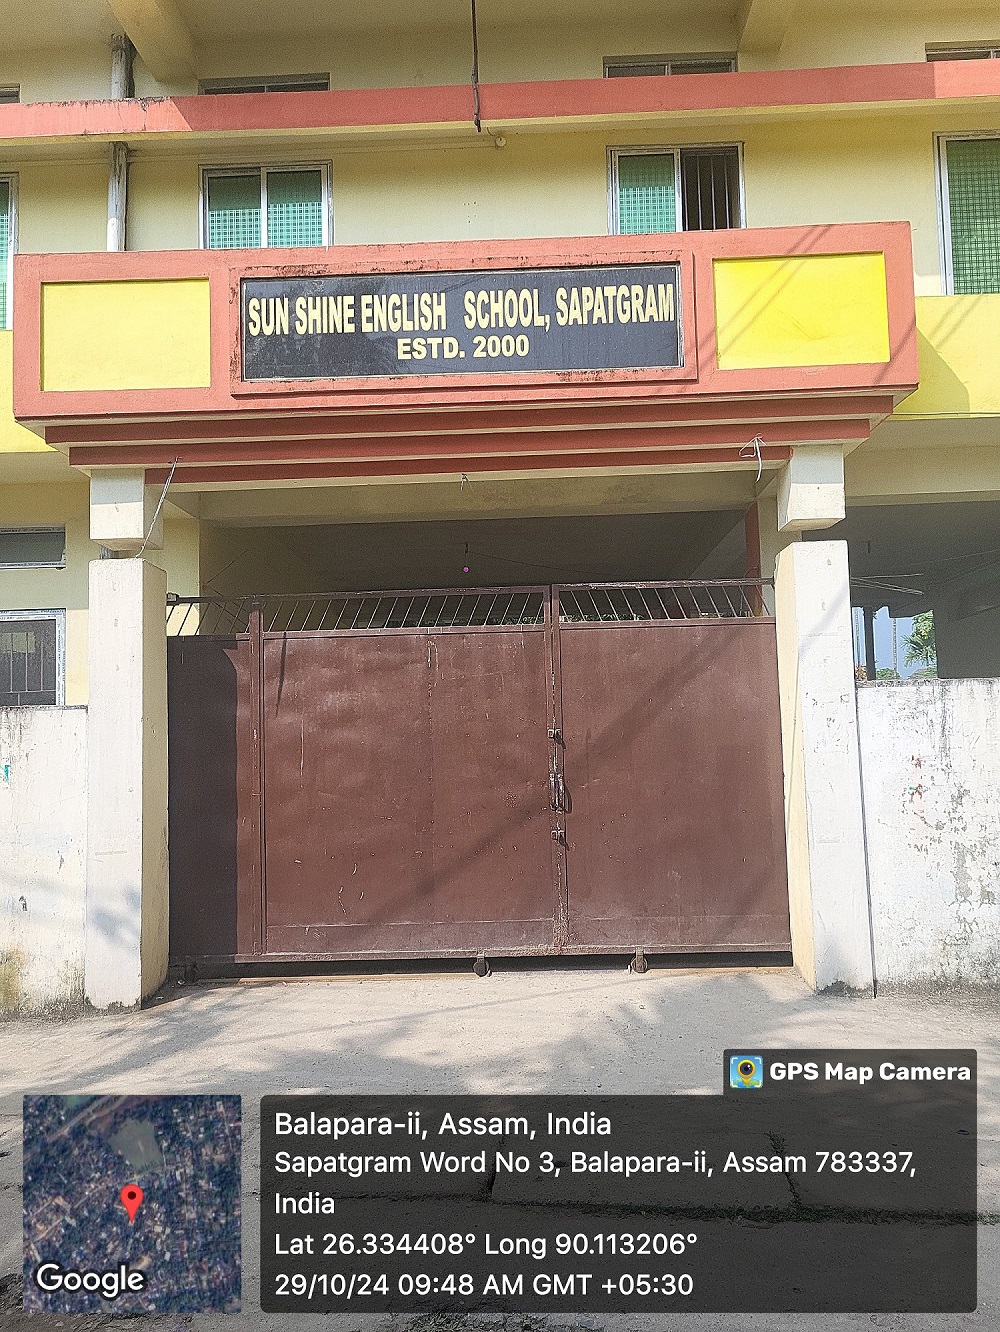 SUN SHINE ENGLISH SCHOOL, SAPATGRAM
ESTD. 2000
GPS Map Camera
Balapara-ii, Assam, India
Sapatgram Word No 3, Balapara-ii, Assam 783337,
India
Lat 26.334408° Long 90.113206°
29/10/24 09:48 AM GMT +05:30
Google